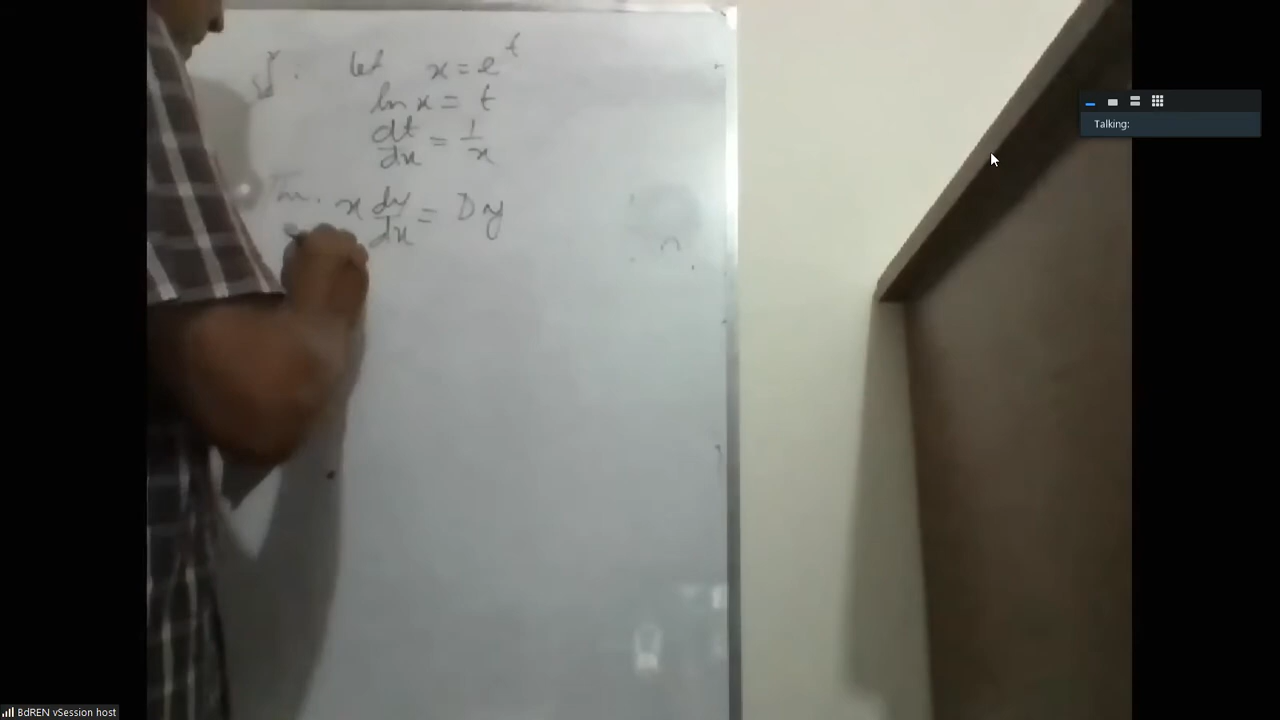 let x = e^t
ln x = t
dt/dx = 1/x
x dy/dx = Dy
Talking:
BdREN vSession host